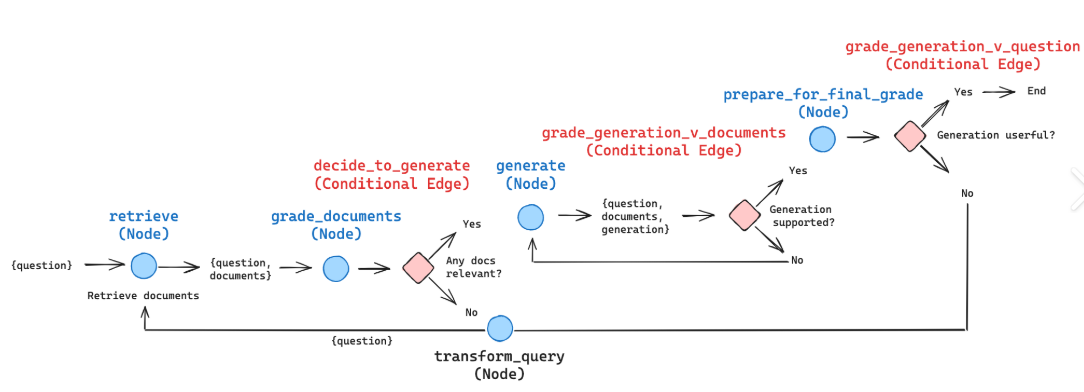 grade_generation_v_question
(Conditional Edge)
prepare_for_final_grade
(Node)
Yes
End
Generation userful?
No
grade_generation_v_documents
(Conditional Edge)
Yes
Generation
supported?
No
generate
(Node)
{question,
documents,
generation}
decide_to_generate
(Conditional Edge)
Yes
Any docs
relevant?
No
grade_documents
(Node)
retrieve
(Node)
{question}
{question,
documents}
Retrieve documents
{question}
transform_query
(Node)